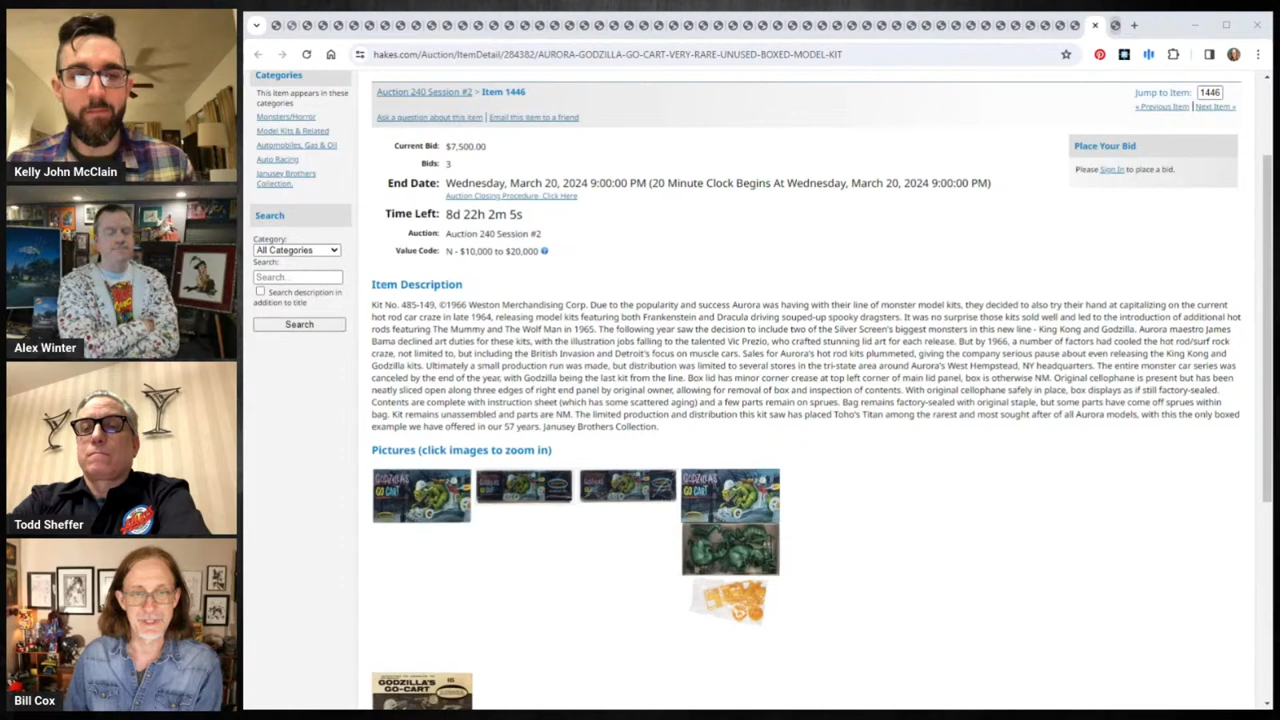 Kelly John McClain
Alex Winter
Todd Sheffer
Bill Cox
hakes.com/Auction/ItemDetail/284382/AURORA-GODZILLA-GO-CART-VERY-RARE-UNUSED-BOXED-MODEL-KIT
Categories
This item appears in these
categories
Monsters/Horror
Model Kits & Related
Automobiles, Gas & Oil
Auto Racing
Janusey Brothers
Collection,
Search
Category:
All Categories
Search:
Search...
Search description in
addition to title
Search
Auction 240 Session #2 > Item 1446
Jump to Item: 1446
Ask a question about this item | Email this item to a friend
« Previous Item | Next Item »
Current Bid: $7,500.00
Bids: 3
End Date: Wednesday, March 20, 2024 9:00:00 PM (20 Minute Clock Begins At Wednesday, March 20, 2024 9:00:00 PM)
Auction Closing Procedure: Click Here
Time Left: 8d 22h 2m 5s
Auction: Auction 240 Session #2
Value Code: N - $10,000 to $20,000
Place Your Bid
Please Sign In to place a bid.
Item Description
Kit No. 485-149, ©1966 Weston Merchandising Corp. Due to the popularity and success Aurora was having with their line of monster model kits, they decided to also try their hand at capitalizing on the current
hot rod car craze in late 1964, releasing model kits featuring both Frankenstein and Dracula driving souped-up spooky dragsters. It was no surprise those kits sold well and led to the introduction of additional hot
rods featuring The Mummy and The Wolf Man in 1965. The following year saw the decision to include two of the Silver Screen's biggest monsters in this new line - King Kong and Godzilla. Aurora maestro James
Bama declined art duties for these kits, with the illustration jobs falling to the talented Vic Prezio, who crafted stunning lid art for each release. But by 1966, a number of factors had cooled the hot rod/surf rock
craze, not limited to, but including the British Invasion and Detroit's focus on muscle cars. Sales for Aurora's hot rod kits plummeted, giving the company serious pause about even releasing the King Kong and
Godzilla kits. Ultimately a small production run was made, but distribution was limited to several stores in the tri-state area around Aurora's West Hempstead, NY headquarters. The entire monster car series was
canceled by the end of the year, with Godzilla being the last kit from the line. Box lid has minor corner crease at top left corner of main lid panel, box is otherwise NM. Original cellophane is present but has been
neatly sliced open along three edges of right end panel by original owner, allowing for removal of box and inspection of contents. With original cellophane safely in place, box displays as if still factory-sealed.
Contents are complete with instruction sheet (which has some scattered aging) and a few parts remain on sprues. Bag remains factory-sealed with original staple, but some parts have come off sprues within
bag. Kit remains unassembled and parts are NM. The limited production and distribution this kit saw has placed Toho's Titan among the rarest and most sought after of all Aurora models, with this the only boxed
example we have offered in our 57 years. Janusey Brothers Collection.
Pictures (click images to zoom in)
GODZILLA'S
GO CART
GODZILLA'S
GO CART
GODZILLA'S
GO CART
GODZILLA'S
GO CART
GODZILLA'S
GO-CART